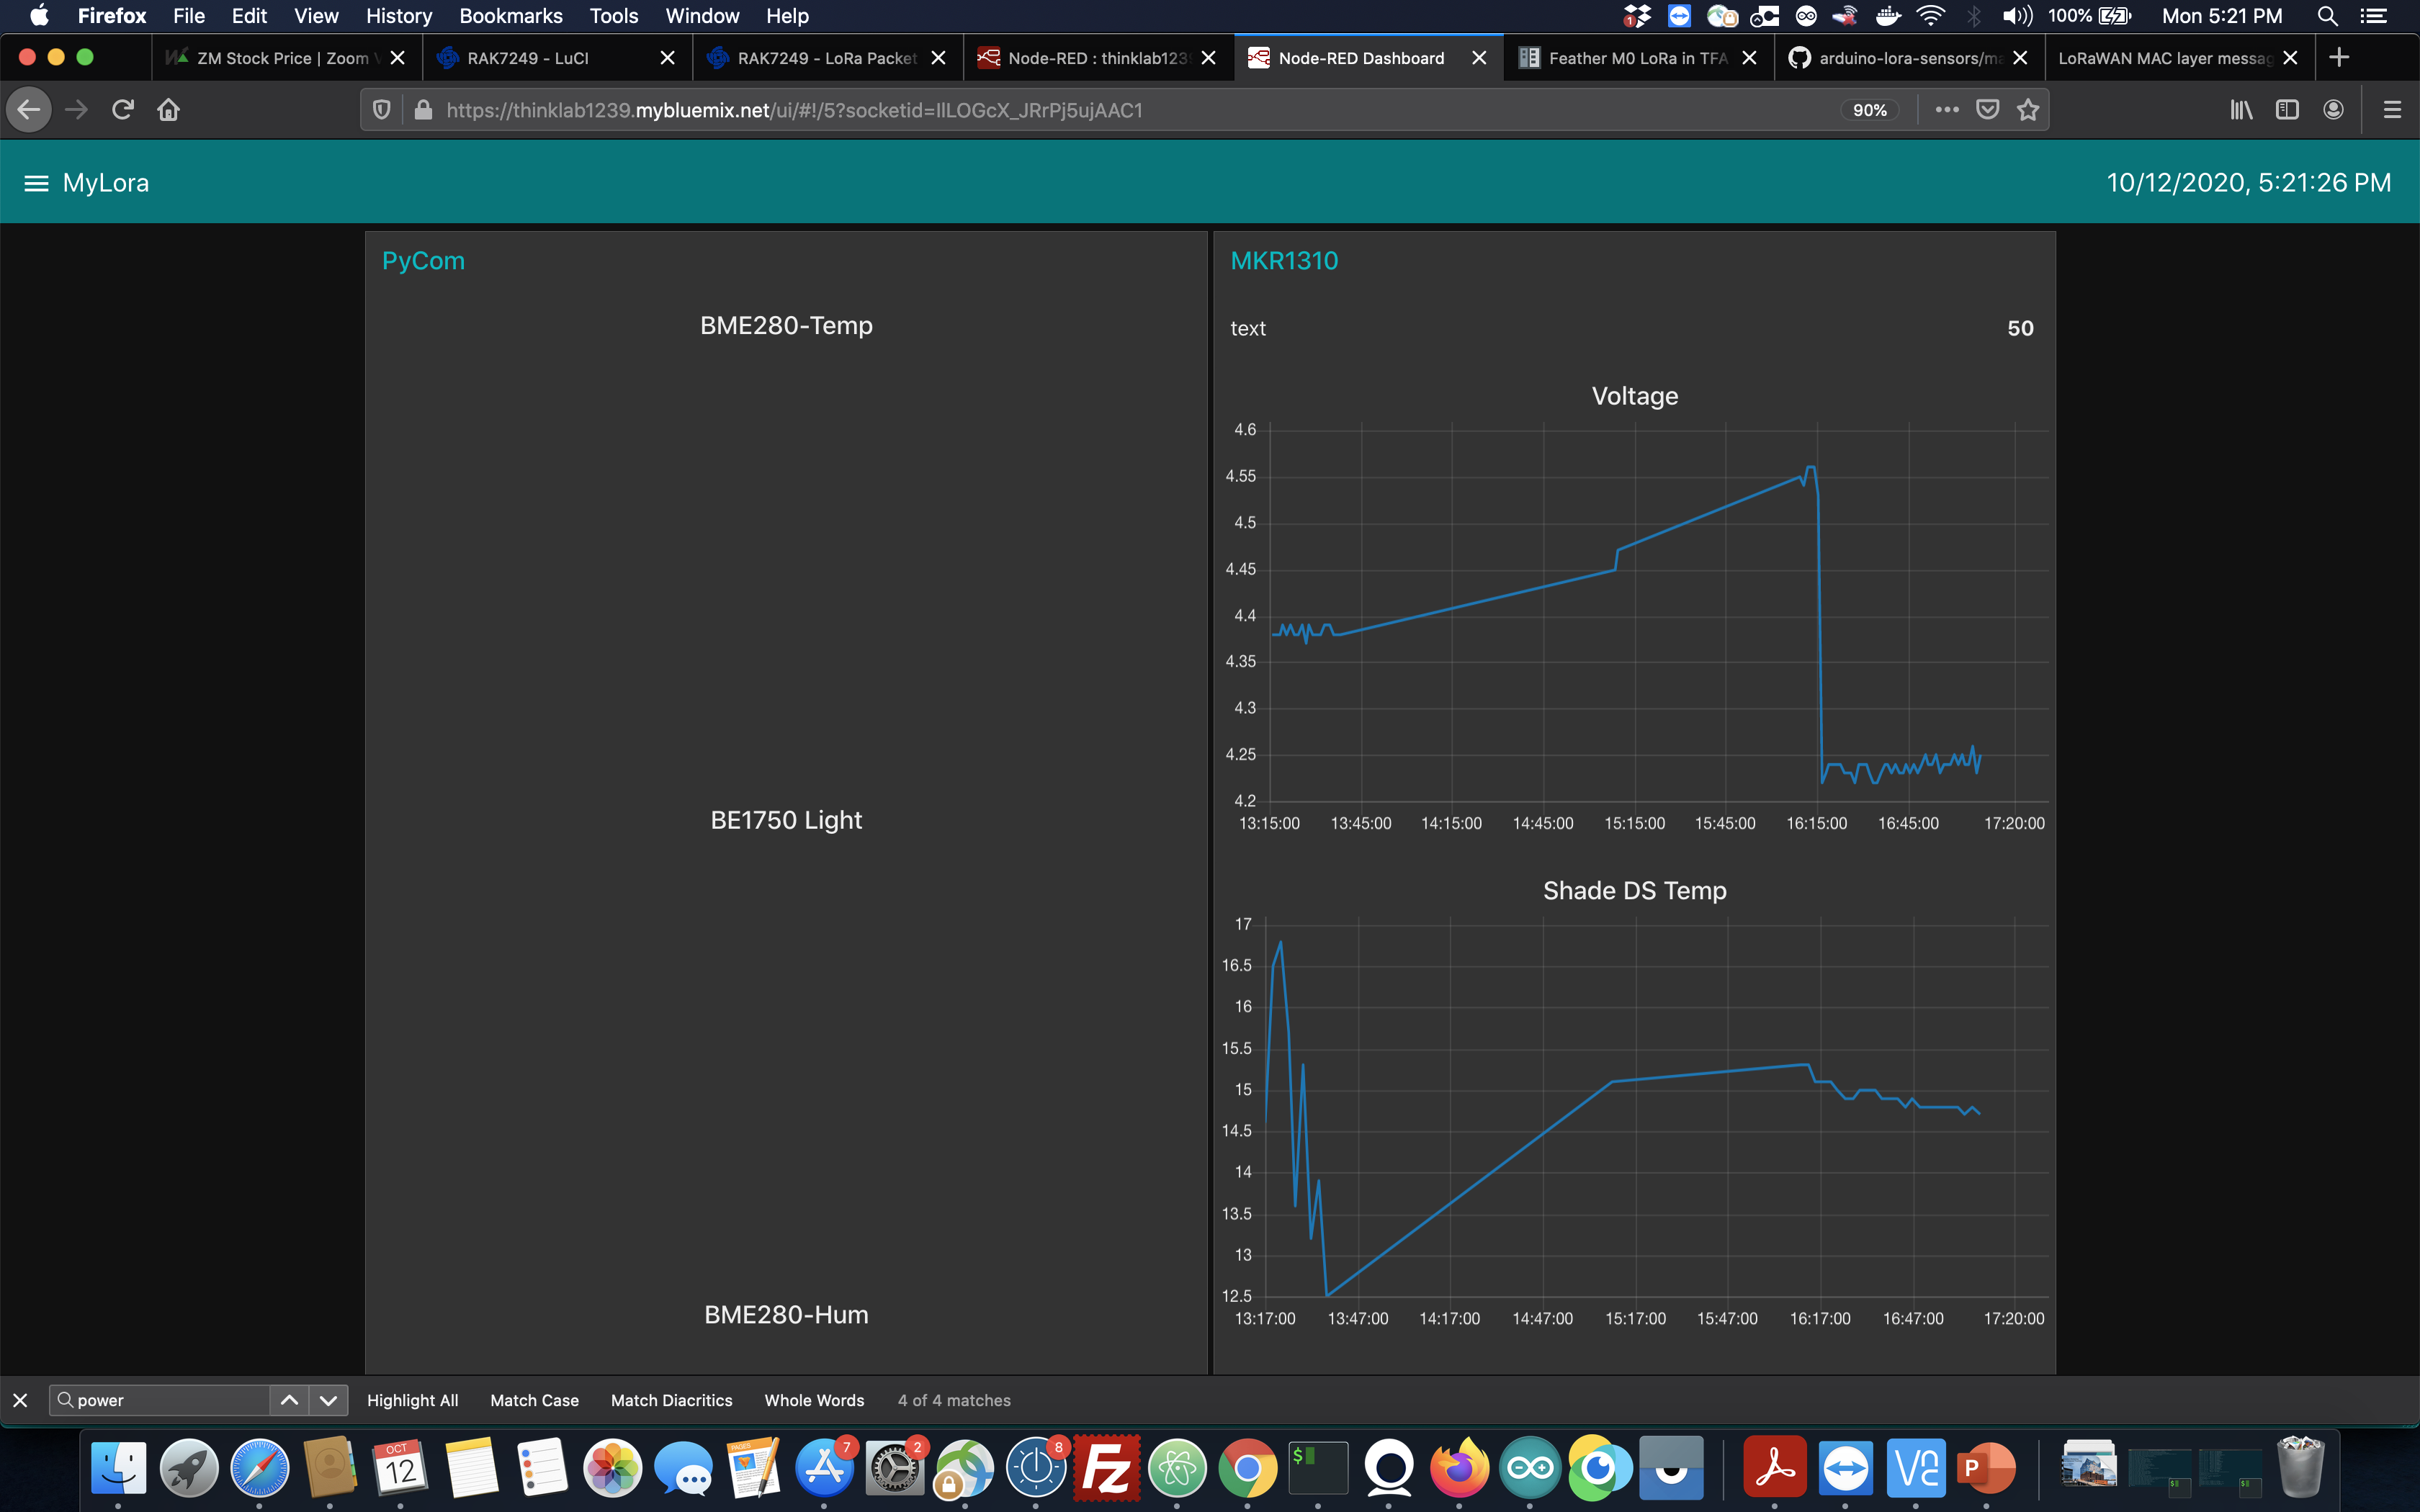 Firefox File Edit View History Bookmarks Tools Window Help
1 100% Mon 5:21 PM
ZM Stock Price | Zoom V
RAK7249 - LuCI
RAK7249 - LoRa Packet
Node-RED : thinklab1239
Node-RED Dashboard
Feather M0 LoRa in TFA
arduino-lora-sensors/ma
LoRaWAN MAC layer messag
https://thinklab1239.mybluemix.net/ui/#!/5?socketid=IlLOGcX_JRrPj5ujAAC1
90%
MyLora
10/12/2020, 5:21:26 PM
PyCom
BME280-Temp
BE1750 Light
BME280-Hum
MKR1310
text 50
Voltage
4.6
4.55
4.5
4.45
4.4
4.35
4.3
4.25
4.2
13:15:00 13:45:00 14:15:00 14:45:00 15:15:00 15:45:00 16:15:00 16:45:00 17:20:00
Shade DS Temp
17
16.5
16
15.5
15
14.5
14
13.5
13
12.5
13:17:00 13:47:00 14:17:00 14:47:00 15:17:00 15:47:00 16:17:00 16:47:00 17:20:00
power
Highlight All Match Case Match Diacritics Whole Words 4 of 4 matches
OCT
12
PAGES
7
2
8
Fz
$
P